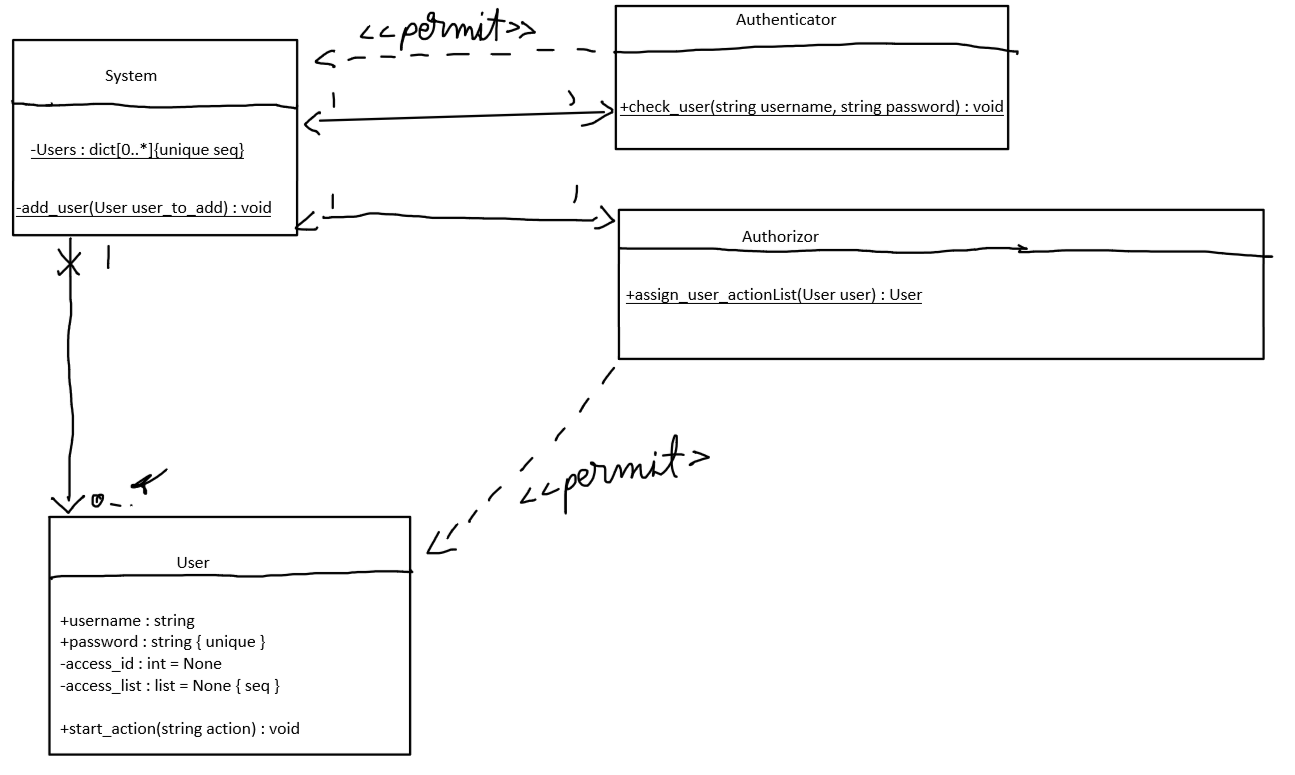 <<permit>>
Authenticator
+check_user(string username, string password) : void
System
-Users : dict[0..*]{unique seq}
-add_user(User user_to_add) : void
1
1
1
1
1
Authorizor
+assign_user_actionList(User user) : User
<<permit>
0..*
User
+username : string
+password : string { unique }
-access_id : int = None
-access_list : list = None { seq }
+start_action(string action) : void